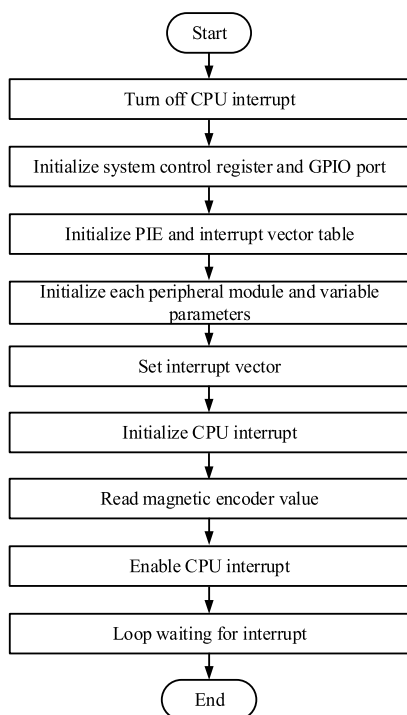 Start
Turn off CPU interrupt
Initialize system control register and GPIO port
Initialize PIE and interrupt vector table
Initialize each peripheral module and variable
parameters
Set interrupt vector
Initialize CPU interrupt
Read magnetic encoder value
Enable CPU interrupt
Loop waiting for interrupt
End